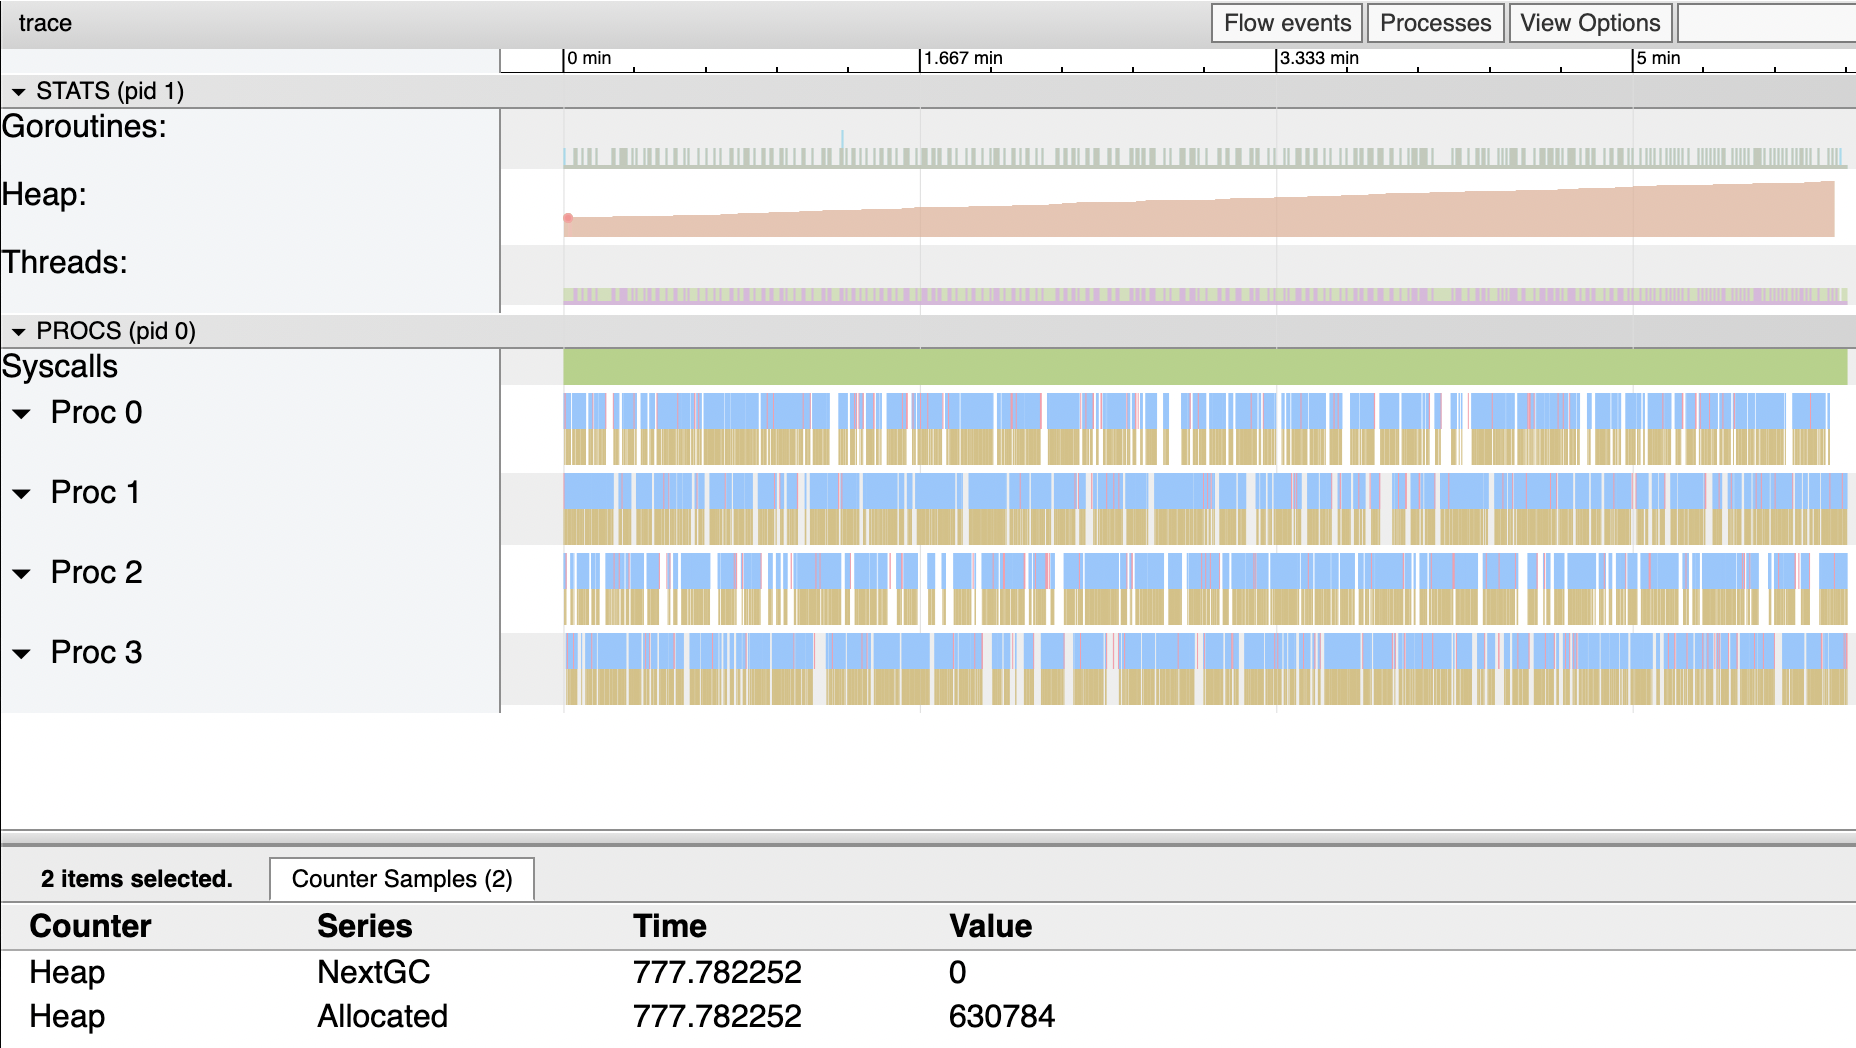 trace
Flow events
Processes
View Options
0 min
1.667 min
3.333 min
5 min
STATS (pid 1)
Goroutines:
Heap:
Threads:
PROCS (pid 0)
Syscalls
Proc 0
Proc 1
Proc 2
Proc 3
2 items selected.
Counter Samples (2)
Counter Series Time Value
Heap NextGC 777.782252 0
Heap Allocated 777.782252 630784